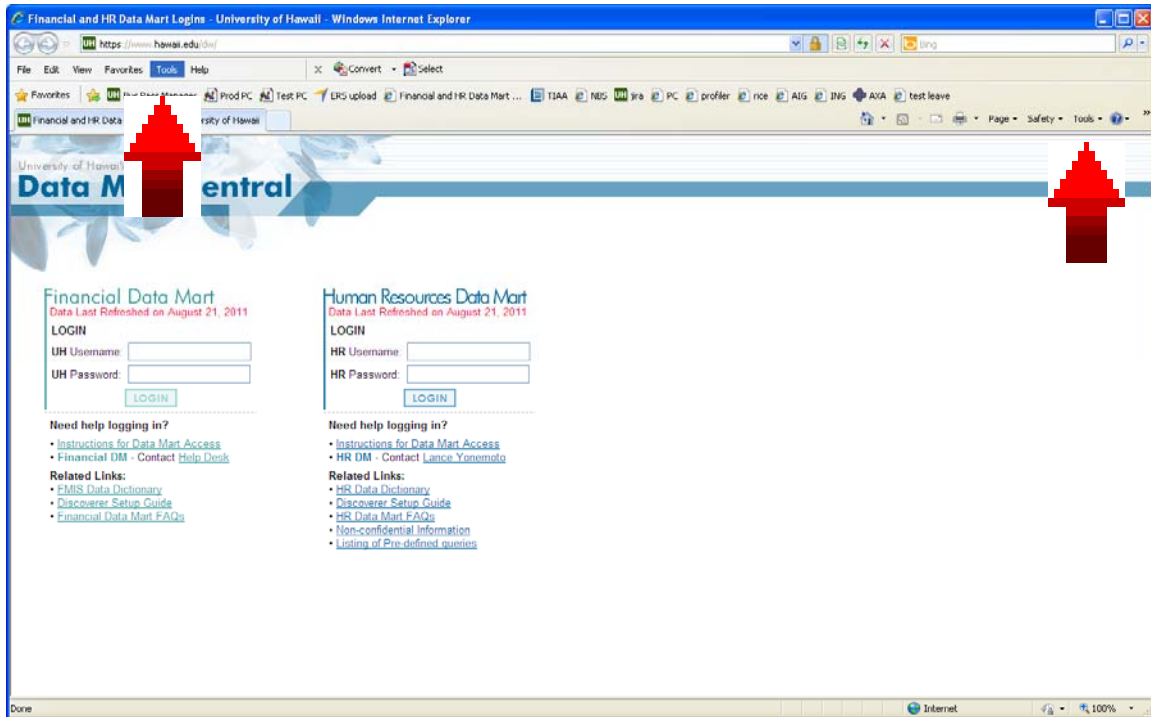 Financial and HR Data Mart Logins - University of Hawaii - Windows Internet Explorer
https://www.hawaii.edu/dw/ Bing
File Edit View Favorites Tools Help x Convert Select
Favorites Prod PC Test PC ERS upload Financial and HR Data Mart ... TIAA NBS jira PC profiler rice AIG ING AXA test leave
Financial and HR Data rsity of Hawaii Page Safety Tools
University of Hawai'i
Data M entral
Financial Data Mart
Data Last Refreshed on August 21, 2011
LOGIN
UH Username:
UH Password:
LOGIN
Need help logging in?
• Instructions for Data Mart Access
• Financial DM - Contact Help Desk
Related Links:
• FMIS Data Dictionary
• Discoverer Setup Guide
• Financial Data Mart FAQs
Human Resources Data Mart
Data Last Refreshed on August 21, 2011
LOGIN
HR Username:
HR Password:
LOGIN
Need help logging in?
• Instructions for Data Mart Access
• HR DM - Contact Lance Yonemoto
Related Links:
• HR Data Dictionary
• Discoverer Setup Guide
• HR Data Mart FAQs
• Non-confidential Information
• Listing of Pre-defined queries
Done Internet 100%